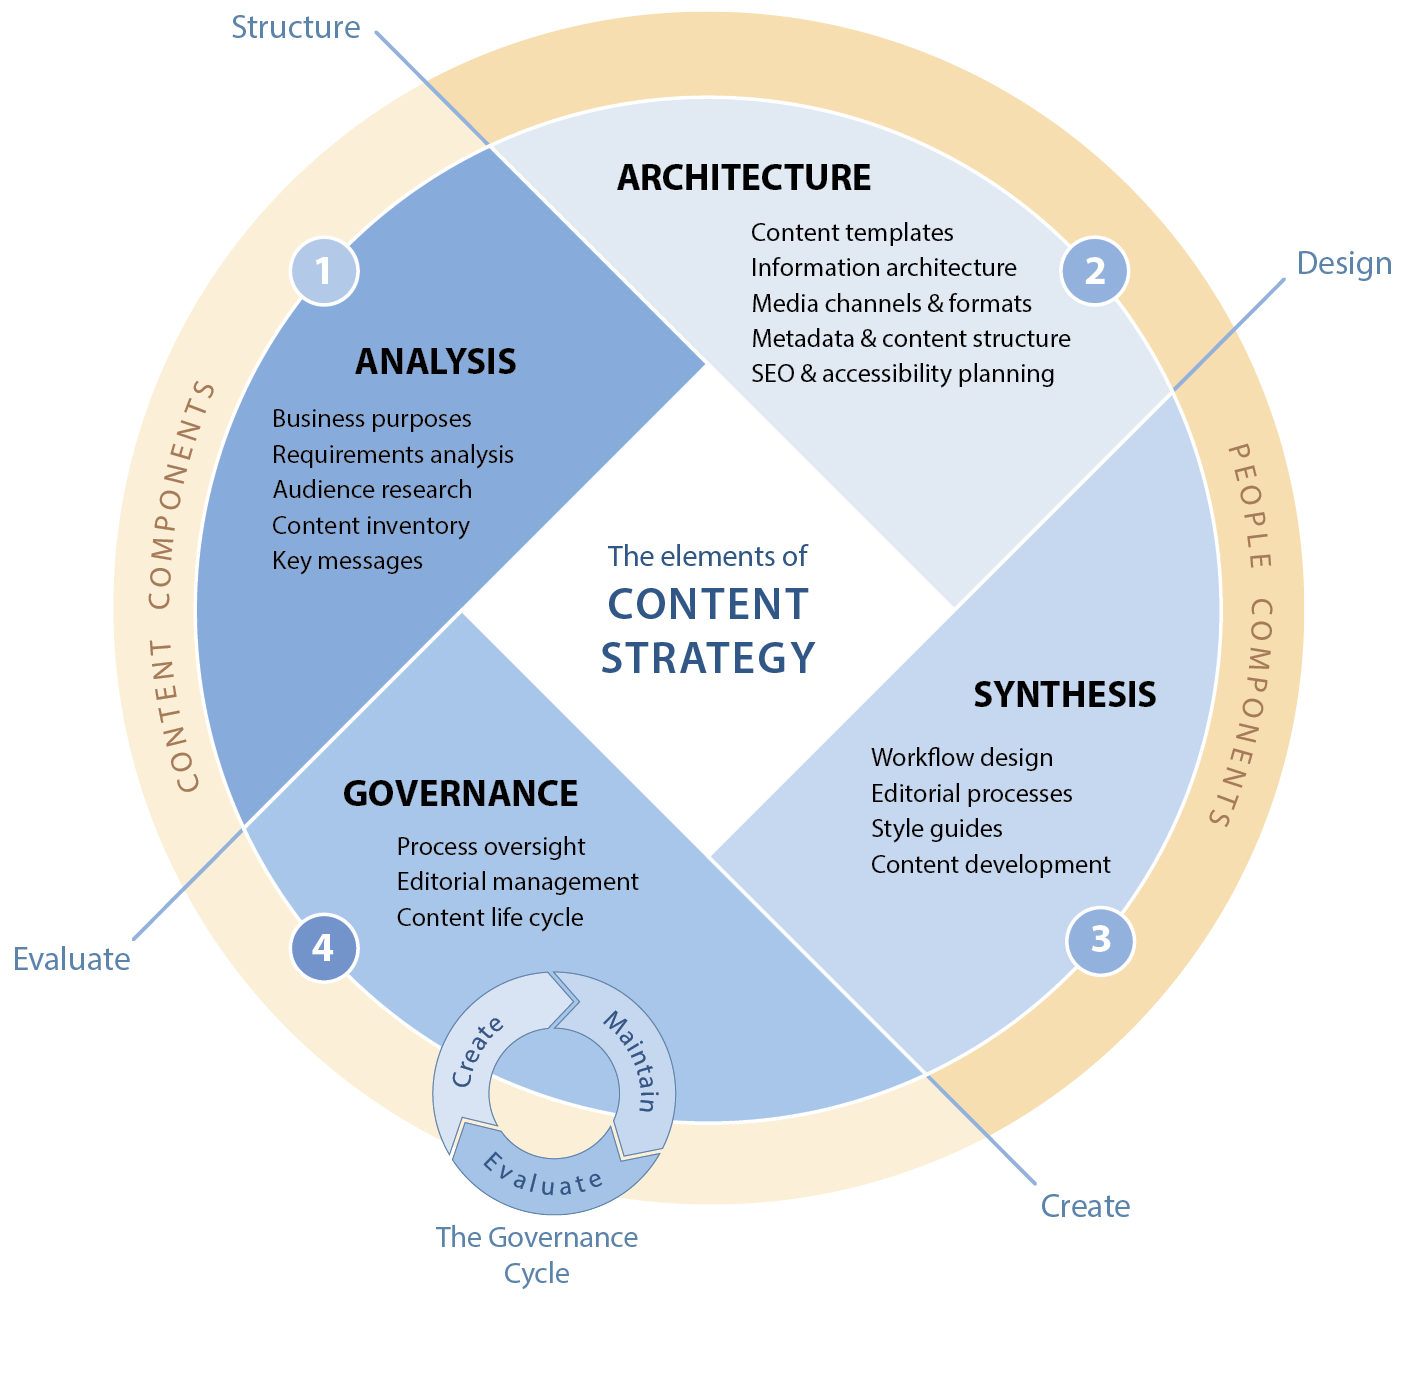 Structure
ARCHITECTURE
Content templates
Information architecture
Media channels & formats
Metadata & content structure
SEO & accessibility planning
2
Design
1
ANALYSIS
Business purposes
Requirements analysis
Audience research
Content inventory
Key messages
CONTENT COMPONENTS
PEOPLE COMPONENTS
The elements of
CONTENT
STRATEGY
SYNTHESIS
Workflow design
Editorial processes
Style guides
Content development
3
GOVERNANCE
Process oversight
Editorial management
Content life cycle
4
Evaluate
Create
Maintain
Evaluate
The Governance
Cycle
Create